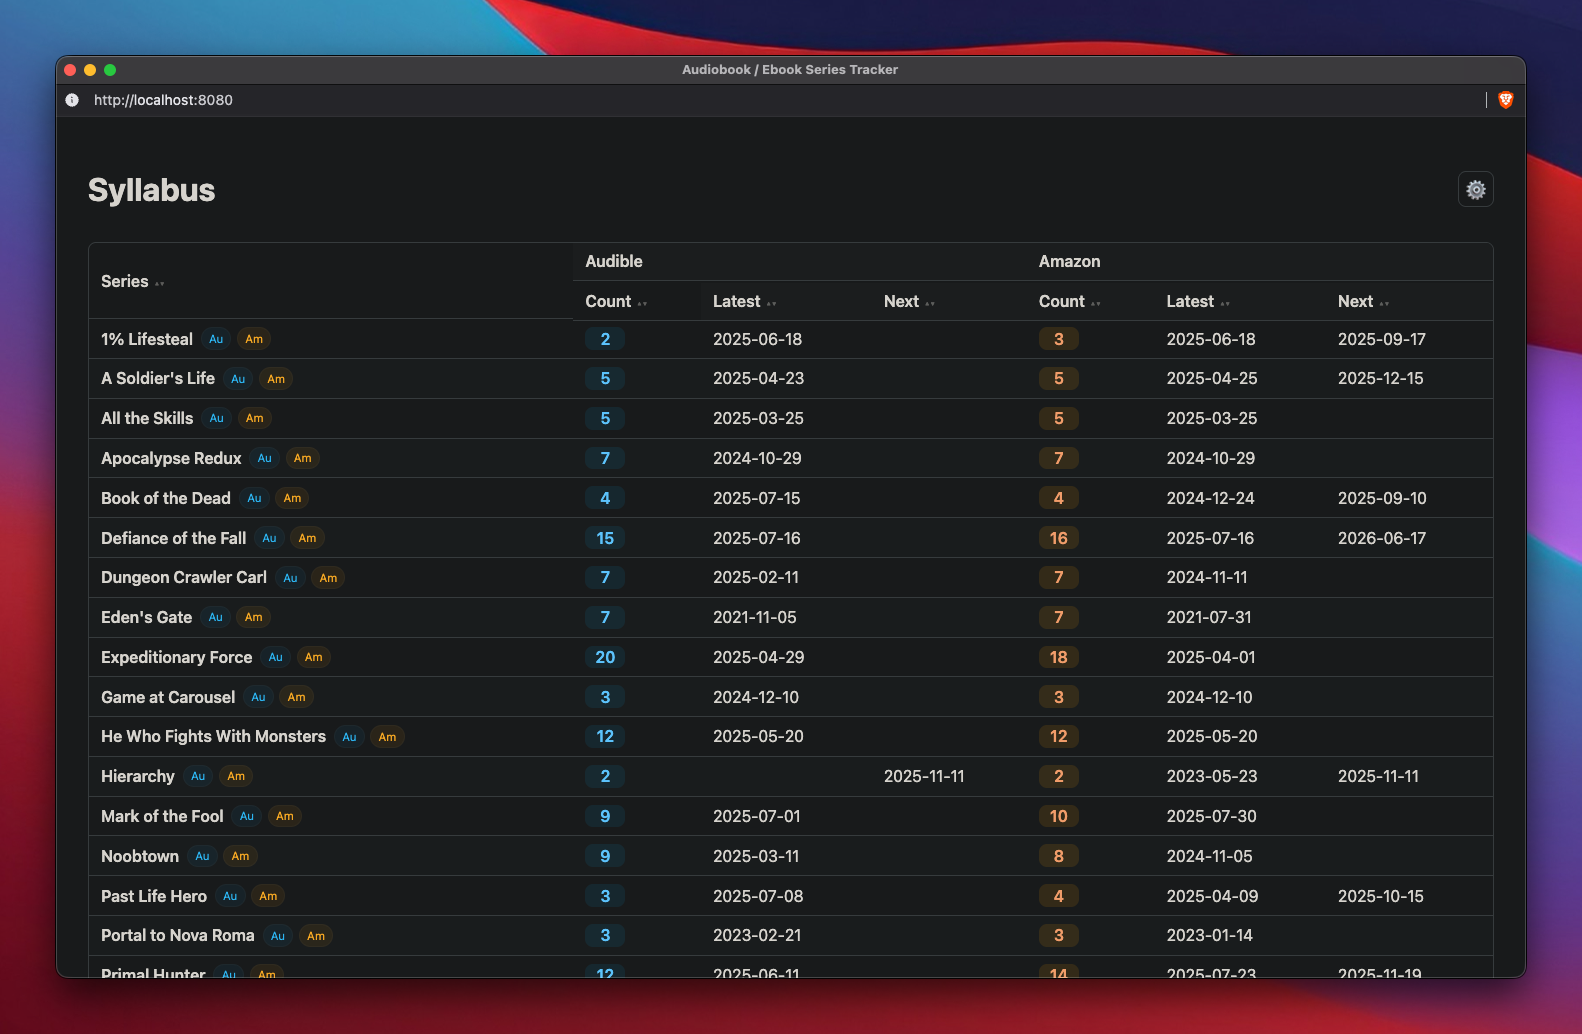 Audiobook / Ebook Series Tracker
http://localhost:8080
Syllabus
Series Audible Amazon
Count Latest Next Count Latest Next
1% Lifesteal Au Am 2 2025-06-18 3 2025-06-18 2025-09-17
A Soldier's Life Au Am 5 2025-04-23 5 2025-04-25 2025-12-15
All the Skills Au Am 5 2025-03-25 5 2025-03-25
Apocalypse Redux Au Am 7 2024-10-29 7 2024-10-29
Book of the Dead Au Am 4 2025-07-15 4 2024-12-24 2025-09-10
Defiance of the Fall Au Am 15 2025-07-16 16 2025-07-16 2026-06-17
Dungeon Crawler Carl Au Am 7 2025-02-11 7 2024-11-11
Eden's Gate Au Am 7 2021-11-05 7 2021-07-31
Expeditionary Force Au Am 20 2025-04-29 18 2025-04-01
Game at Carousel Au Am 3 2024-12-10 3 2024-12-10
He Who Fights With Monsters Au Am 12 2025-05-20 12 2025-05-20
Hierarchy Au Am 2 2025-11-11 2 2023-05-23 2025-11-11
Mark of the Fool Au Am 9 2025-07-01 10 2025-07-30
Noobtown Au Am 9 2025-03-11 8 2024-11-05
Past Life Hero Au Am 3 2025-07-08 4 2025-04-09 2025-10-15
Portal to Nova Roma Au Am 3 2023-02-21 3 2023-01-14
Primal Hunter Au Am 12 2025-06-11 14 2025-07-23 2025-11-19